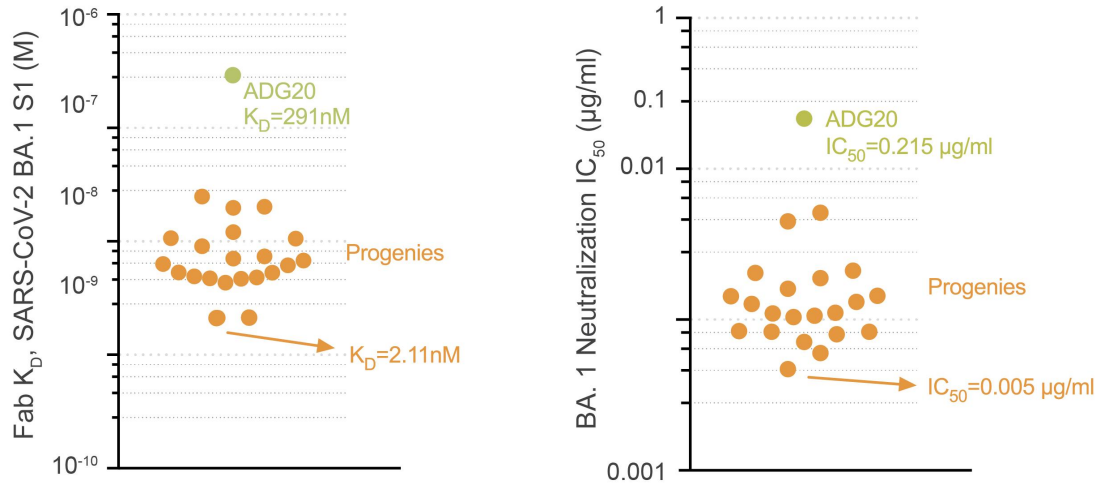 Fab K_D, SARS-CoV-2 BA.1 S1 (M)
10⁻⁶
10⁻⁷
10⁻⁸
10⁻⁹
10⁻¹⁰
ADG20
K_D=291nM
Progenies
K_D=2.11nM
BA. 1 Neutralization IC₅₀ (µg/ml)
1
0.1
0.01
0.001
ADG20
IC₅₀=0.215 µg/ml
Progenies
IC₅₀=0.005 µg/ml